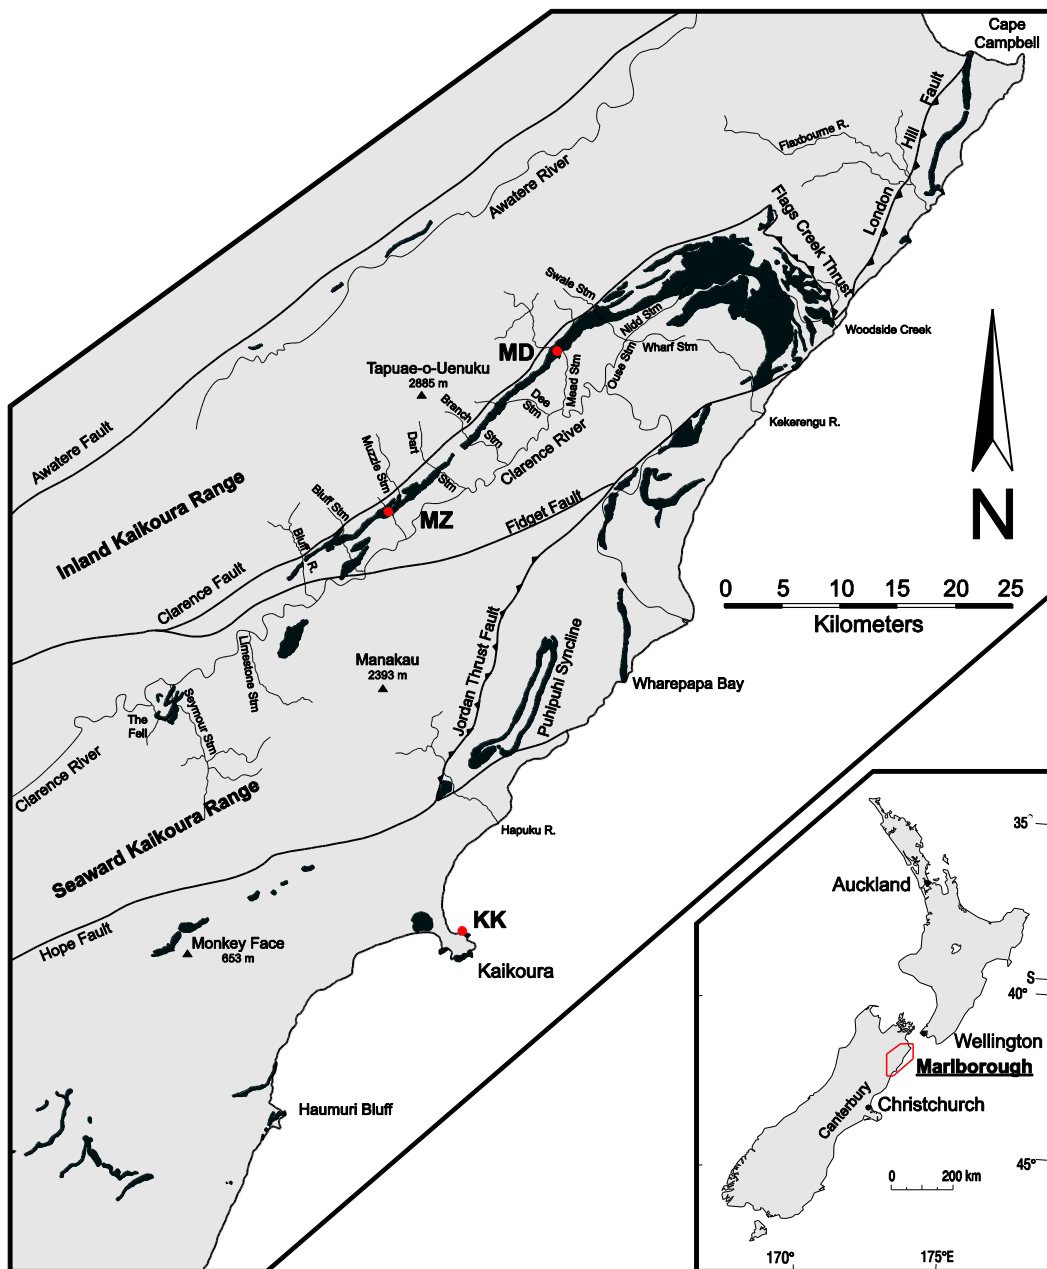 Cape
Campbell
Hill
Fault
London
Flaxbourne R.
Awatere River
Flags Creek Thrust
Swale Stm
Nidd Stm
Woodside Creek
Wharf Stm
MD
Ouse Stm
Mead Stm
Tapuae-o-Uenuku
2885 m
Dee
Stm
Branch
Stm
Kekerengu R.
Awatere Fault
Dart
Stm
Muzzle Stm
Clarence River
Inland Kaikoura Range
Bluff Stm
MZ
Fidget Fault
N
Bluff R.
Clarence Fault
0 5 10 15 20 25
Kilometers
Limestone Stm
Manakau
2393 m
Jordan Thrust Fault
Puhipuhi Syncline
Wharepapa Bay
Seymour Stm
The
Fell
Clarence River
Seaward Kaikoura Range
Hapuku R.
Hope Fault
KK
Monkey Face
653 m
Kaikoura
Haumuri Bluff
35°
Auckland
S
40°
Wellington
Marlborough
Canterbury
Christchurch
45°
0 200 km
170°
175°E